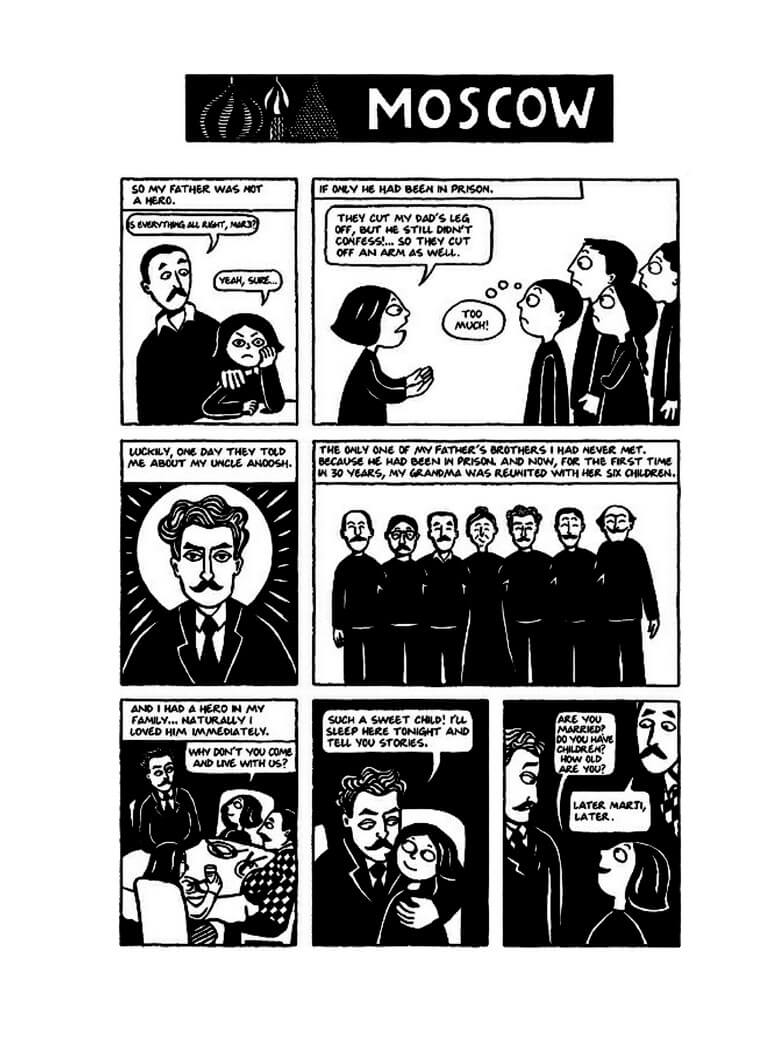 MOSCOW
SO MY FATHER WAS NOT
A HERO.
IS EVERYTHING ALL RIGHT, MARJI?
YEAH, SURE...
IF ONLY HE HAD BEEN IN PRISON.
THEY CUT MY DAD'S LEG
OFF, BUT HE STILL DIDN'T
CONFESS!... SO THEY CUT
OFF AN ARM AS WELL.
TOO
MUCH!
LUCKILY, ONE DAY THEY TOLD
ME ABOUT MY UNCLE ANOOSH.
THE ONLY ONE OF MY FATHER'S BROTHERS I HAD NEVER MET.
BECAUSE HE HAD BEEN IN PRISON. AND NOW, FOR THE FIRST TIME
IN 30 YEARS, MY GRANDMA WAS REUNITED WITH HER SIX CHILDREN.
AND I HAD A HERO IN MY
FAMILY... NATURALLY I
LOVED HIM IMMEDIATELY.
WHY DON'T YOU COME
AND LIVE WITH US?
SUCH A SWEET CHILD! I'LL
SLEEP HERE TONIGHT AND
TELL YOU STORIES.
ARE YOU
MARRIED?
DO YOU HAVE
CHILDREN?
HOW OLD
ARE YOU?
LATER MARJI,
LATER.